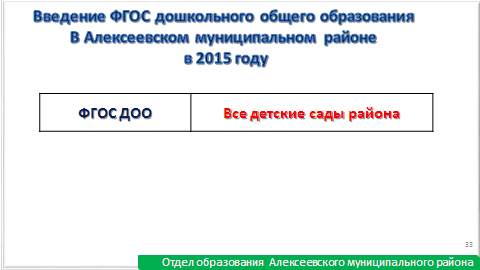 Введение ФГОС дошкольного общего образования
В Алексеевском муниципальном районе
в 2015 году
ФГОС ДОО
Все детские сады района
33
Отдел образования Алексеевского муниципального района